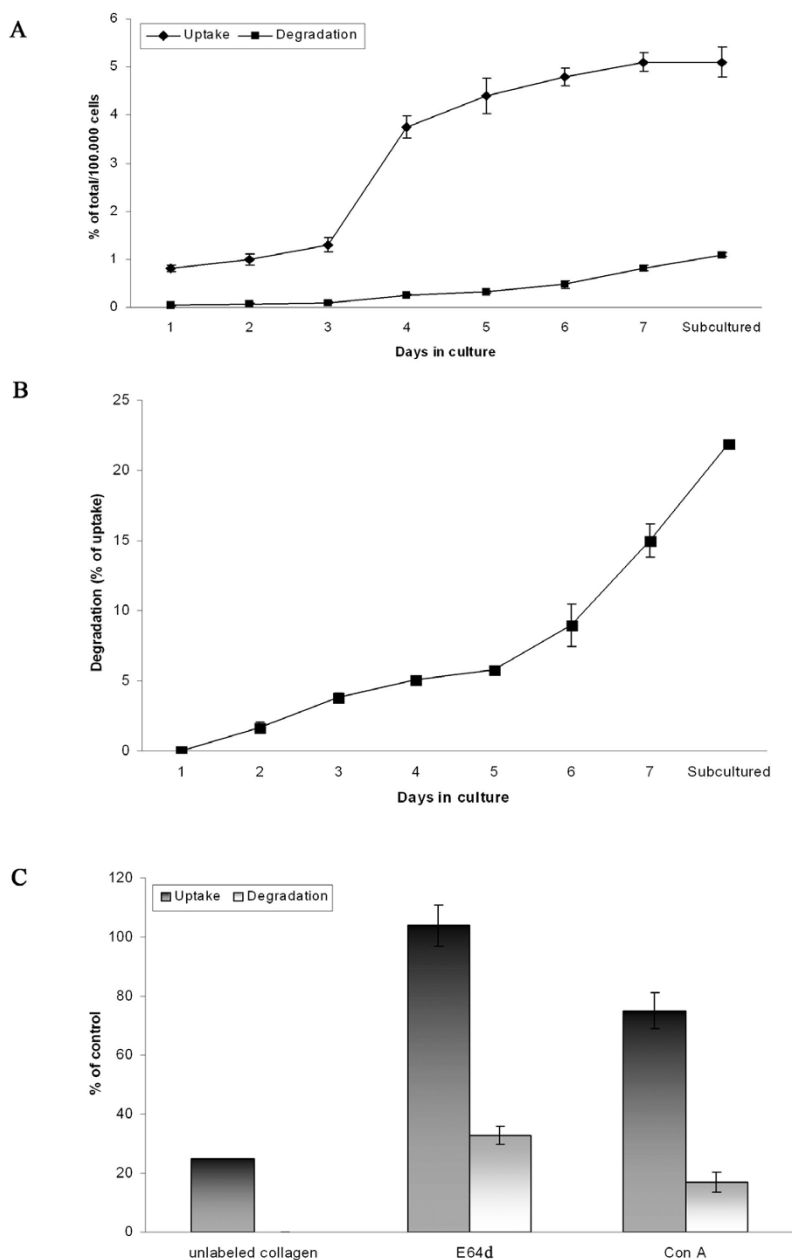 A
Uptake Degradation
% of total/100.000 cells
6
5
4
3
2
1
0
1 2 3 4 5 6 7 Subcultured
Days in culture
B
Degradation (% of uptake)
25
20
15
10
5
0
1 2 3 4 5 6 7 Subcultured
Days in culture
C
Uptake Degradation
% of control
120
100
80
60
40
20
0
unlabeled collagen E64d Con A